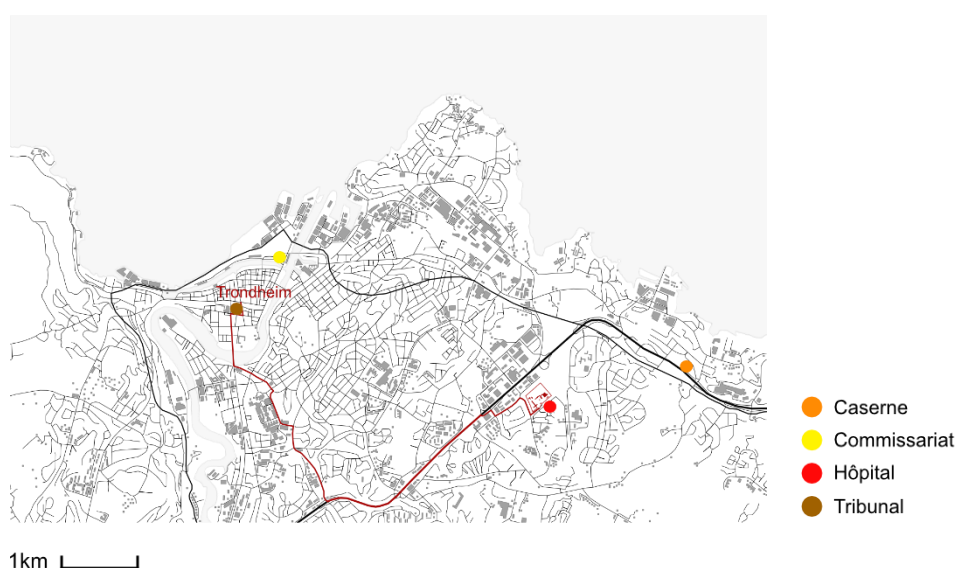 Trondheim
Caserne
Commissariat
Hôpital
Tribunal
1km